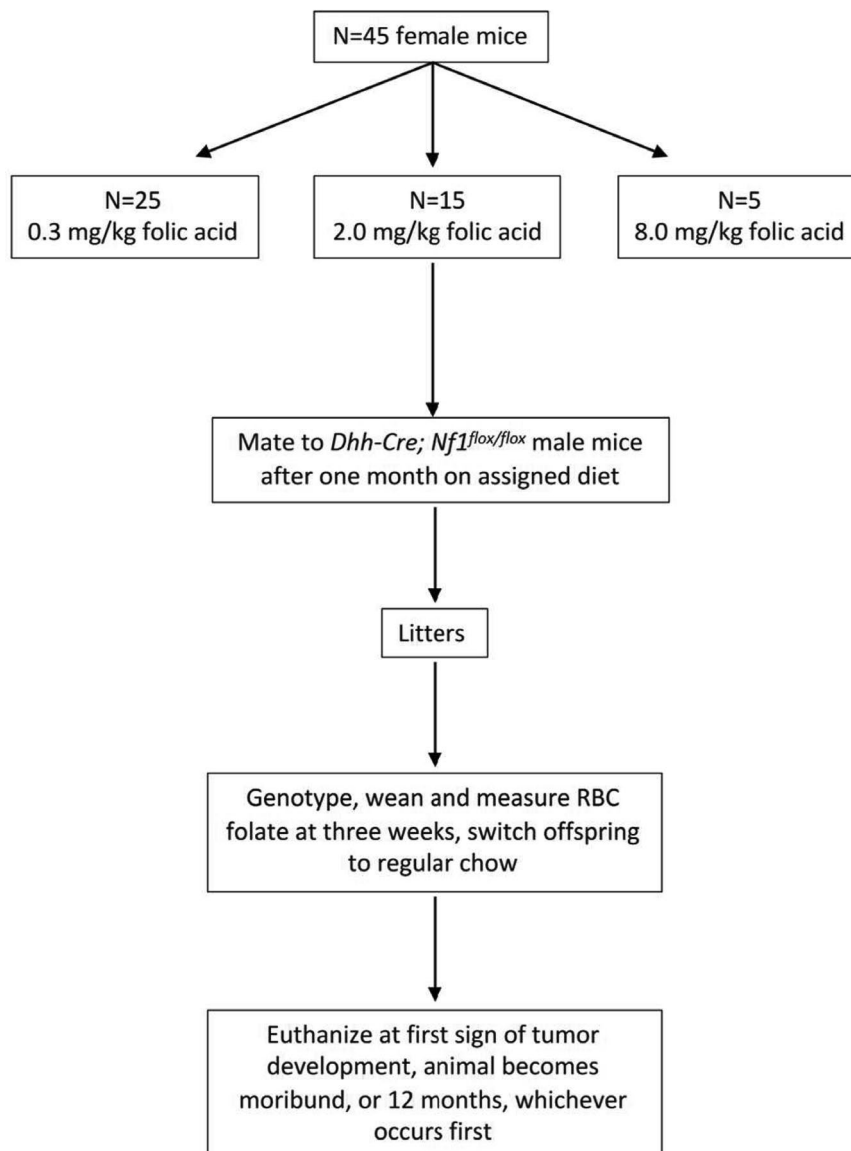 N=45 female mice
N=25
0.3 mg/kg folic acid
N=15
2.0 mg/kg folic acid
N=5
8.0 mg/kg folic acid
Mate to Dhh-Cre; Nf1flox/flox male mice
after one month on assigned diet
Litters
Genotype, wean and measure RBC
folate at three weeks, switch offspring
to regular chow
Euthanize at first sign of tumor
development, animal becomes
moribund, or 12 months, whichever
occurs first